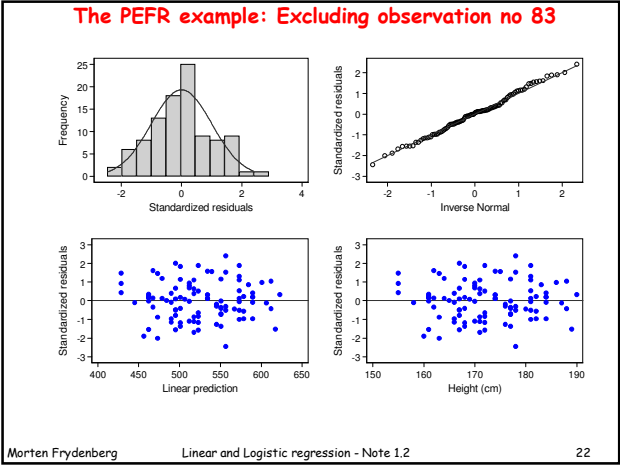 The PEFR example: Excluding observation no 83
25
20
15
10
5
0
Frequency
-2 0 2 4
Standardized residuals
2
1
0
-1
-2
-3
Standardized residuals
-2 -1 0 1 2
Inverse Normal
3
2
1
0
-1
-2
-3
Standardized residuals
400 450 500 550 600 650
Linear prediction
3
2
1
0
-1
-2
-3
Standardized residuals
150 160 170 180 190
Height (cm)
Morten Frydenberg Linear and Logistic regression - Note 1.2 22